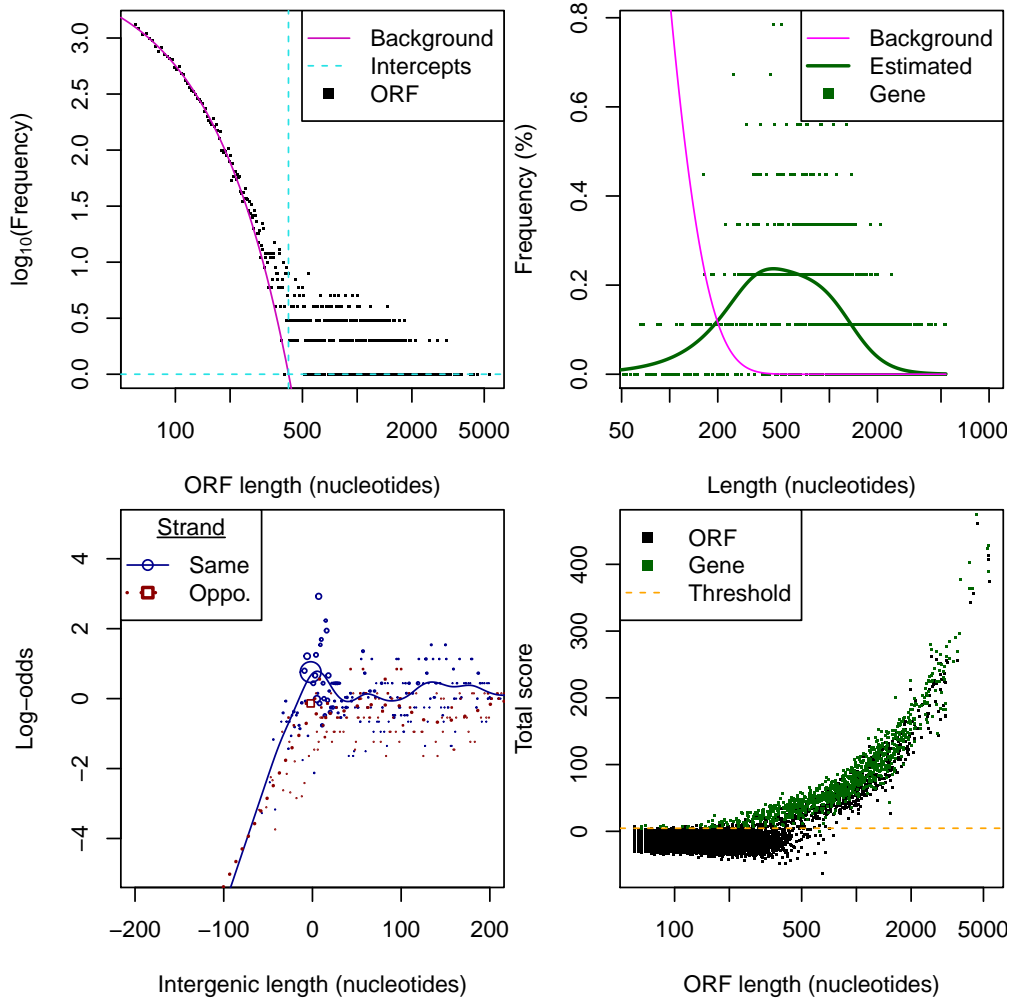 Background
Intercepts
ORF
log10(Frequency)
0.0 0.5 1.0 1.5 2.0 2.5 3.0
100 500 2000 5000
ORF length (nucleotides)
Background
Estimated
Gene
Frequency (%)
0.0 0.2 0.4 0.6 0.8
50 200 500 2000 1000
Length (nucleotides)
Strand
Same
Oppo.
Log−odds
−4 −2 0 2 4
−200 −100 0 100 200
Intergenic length (nucleotides)
ORF
Gene
Threshold
Total score
0 100 200 300 400
100 500 2000 5000
ORF length (nucleotides)